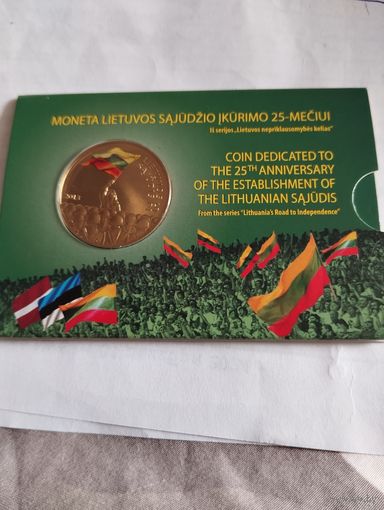 MONETA LIETUVOS SĄJŪDŽIO ĮKŪRIMO 25-MEČIUI
Iš serijos „Lietuvos nepriklausomybės kelias"
COIN DEDICATED TO
THE 25TH ANNIVERSARY
OF THE ESTABLISHMENT OF
THE LITHUANIAN SĄJŪDIS
From the series "Lithuania's Road to Independence"
2013